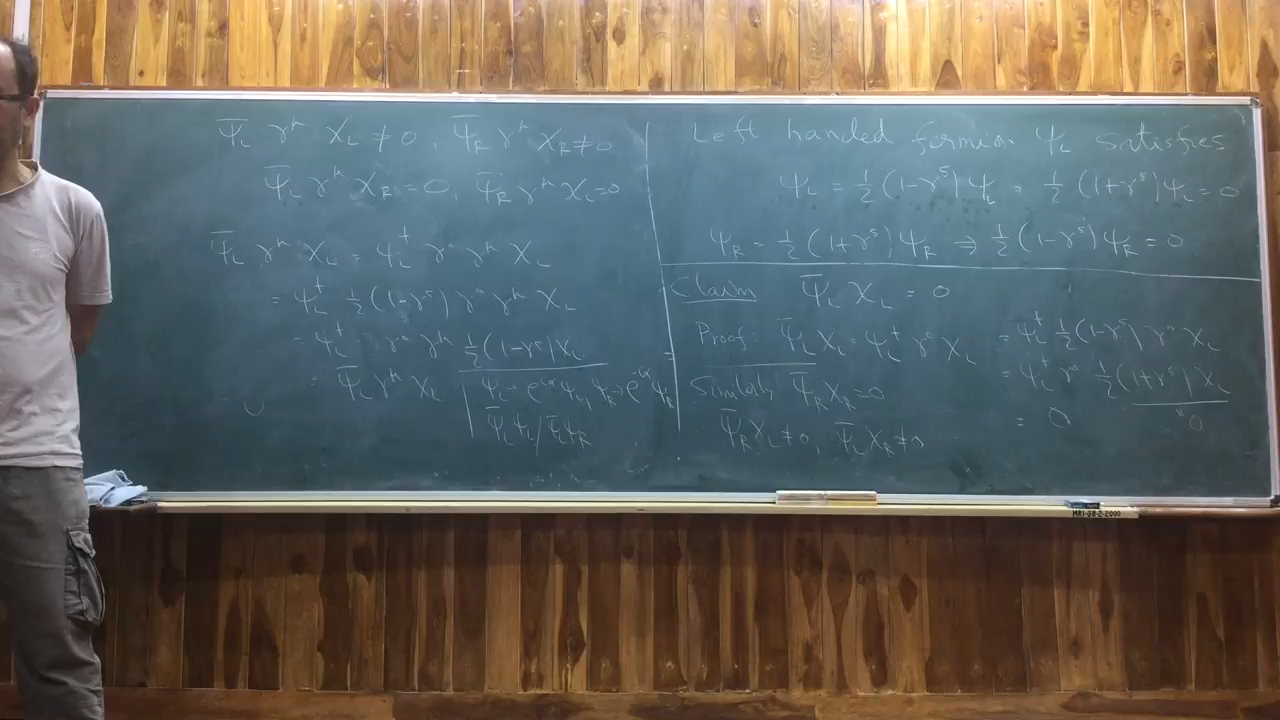 ψ̄_L γ^μ χ_L ≠ 0, ψ̄_R γ^μ χ_R ≠ 0
ψ̄_L γ^μ χ_R = 0, ψ̄_R γ^μ χ_L = 0
ψ̄_L γ^μ χ_L = ψ_L^† γ^0 γ^μ χ_L
= ψ_L^† 1/2 (1-γ^5) γ^0 γ^μ χ_L
= ψ_L^† γ^0 γ^μ 1/2 (1-γ^5) χ_L
= ψ̄_L γ^μ χ_L
ψ_L → e^{iα} ψ_L, ψ_R → e^{-iα} ψ_R
ψ̄_L ψ_L / ψ̄_L ψ_R
Left handed fermion ψ_L satisfies
ψ_L = 1/2 (1-γ^5) ψ_L = 1/2 (1+γ^5) ψ_L = 0
ψ_R = 1/2 (1+γ^5) ψ_R ⇒ 1/2 (1-γ^5) ψ_R = 0
Claim ψ̄_L χ_L = 0
Proof: ψ̄_L χ_L = ψ_L^† γ^0 χ_L = ψ_L^† 1/2 (1-γ^5) γ^0 χ_L
= ψ_L^† γ^0 1/2 (1+γ^5) χ_L
" 0
= 0
Similarly ψ̄_R χ_R = 0
ψ̄_R χ_L ≠ 0, ψ̄_L χ_R ≠ 0
HRI-GB-2-2000